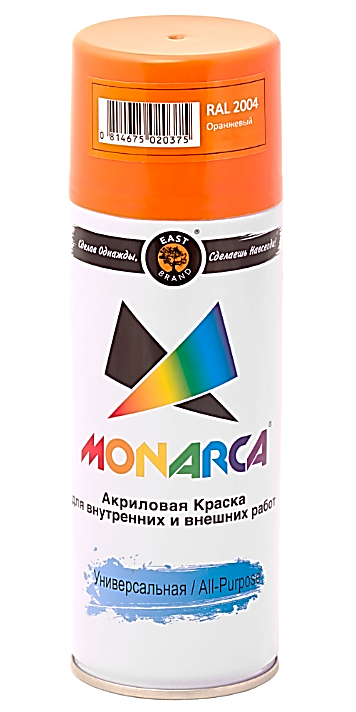 RAL 2004
Оранжевый
0 814675 020375
Сделав Однажды, EAST BRAND Сделаешь Навсегда!
MONARCA®
Акриловая Краска
для внутренних и внешних работ
Универсальная / All-Purpose